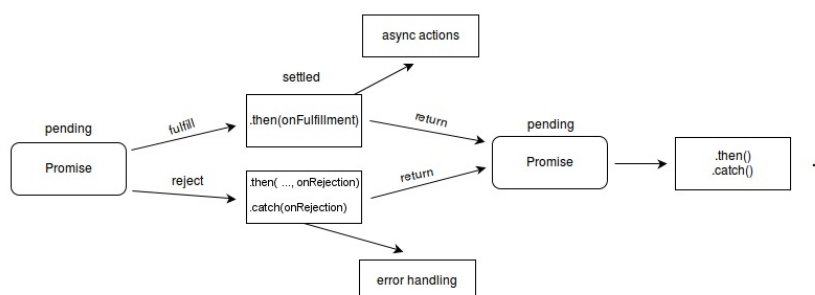 async actions
settled
.then(onFulfillment)
pending
fulfill
return
pending
Promise
Promise
.then()
.catch()
reject
.then( ..., onRejection)
.catch(onRejection)
return
error handling